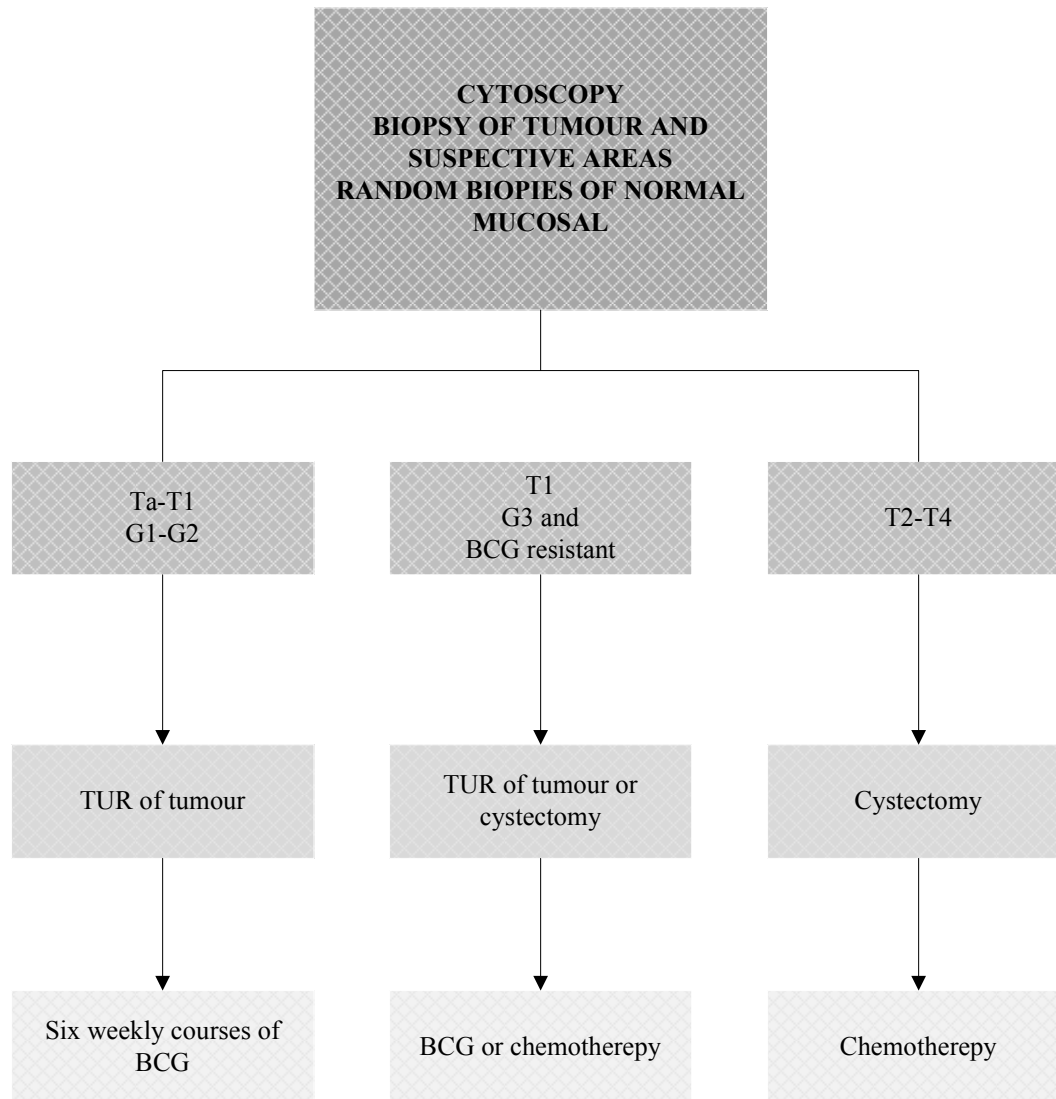 CYTOSCOPY
BIOPSY OF TUMOUR AND
SUSPECTIVE AREAS
RANDOM BIOPIES OF NORMAL
MUCOSAL
Ta-T1
G1-G2
T1
G3 and
BCG resistant
T2-T4
TUR of tumour
TUR of tumour or
cystectomy
Cystectomy
Six weekly courses of
BCG
BCG or chemotherepy
Chemotherepy